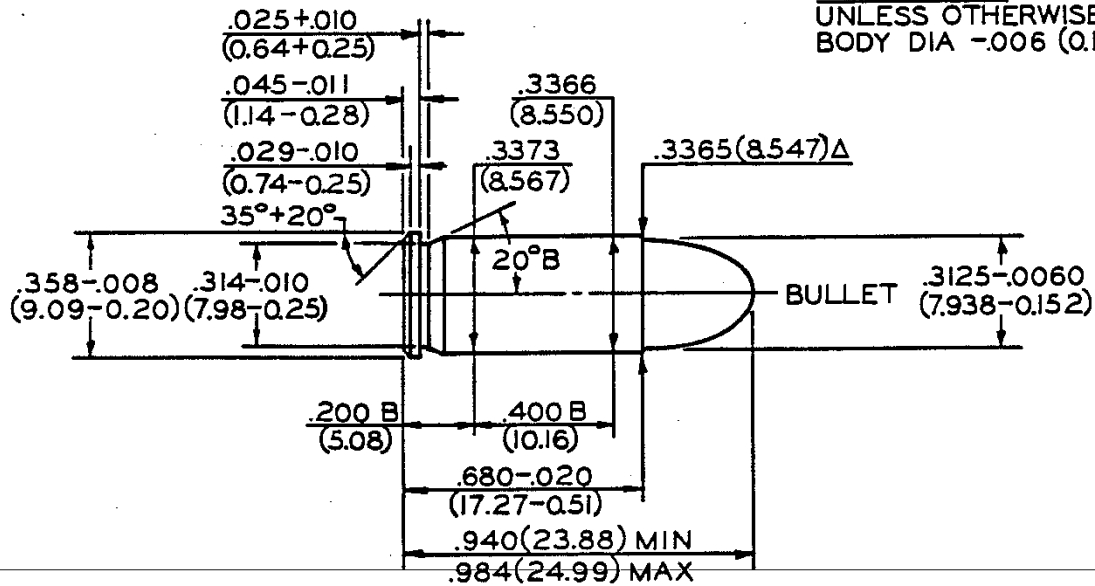 UNLESS OTHERWISE
BODY DIA -.006 (0.1
.025+.010
(0.64+0.25)
.045-.011
(1.14-0.28)
.029-.010
(0.74-0.25)
35°+20°
.3366
(8.550)
.3373
(8.567)
.3365(8.547)Δ
20°B
.358-.008
(9.09-0.20)
.314-.010
(7.98-0.25)
BULLET
.3125-.0060
(7.938-0.152)
.200 B
(5.08)
.400 B
(10.16)
.680-.020
(17.27-0.51)
.940(23.88) MIN
.984(24.99) MAX